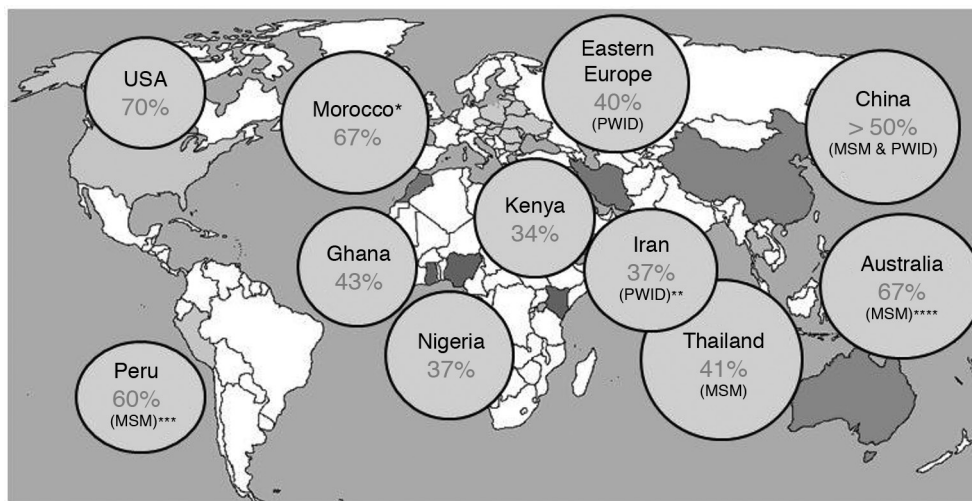 USA
70%
Morocco*
67%
Eastern
Europe
40%
(PWID)
China
> 50%
(MSM & PWID)
Ghana
43%
Kenya
34%
Iran
37%
(PWID)**
Australia
67%
(MSM)****
Nigeria
37%
Thailand
41%
(MSM)
Peru
60%
(MSM)***